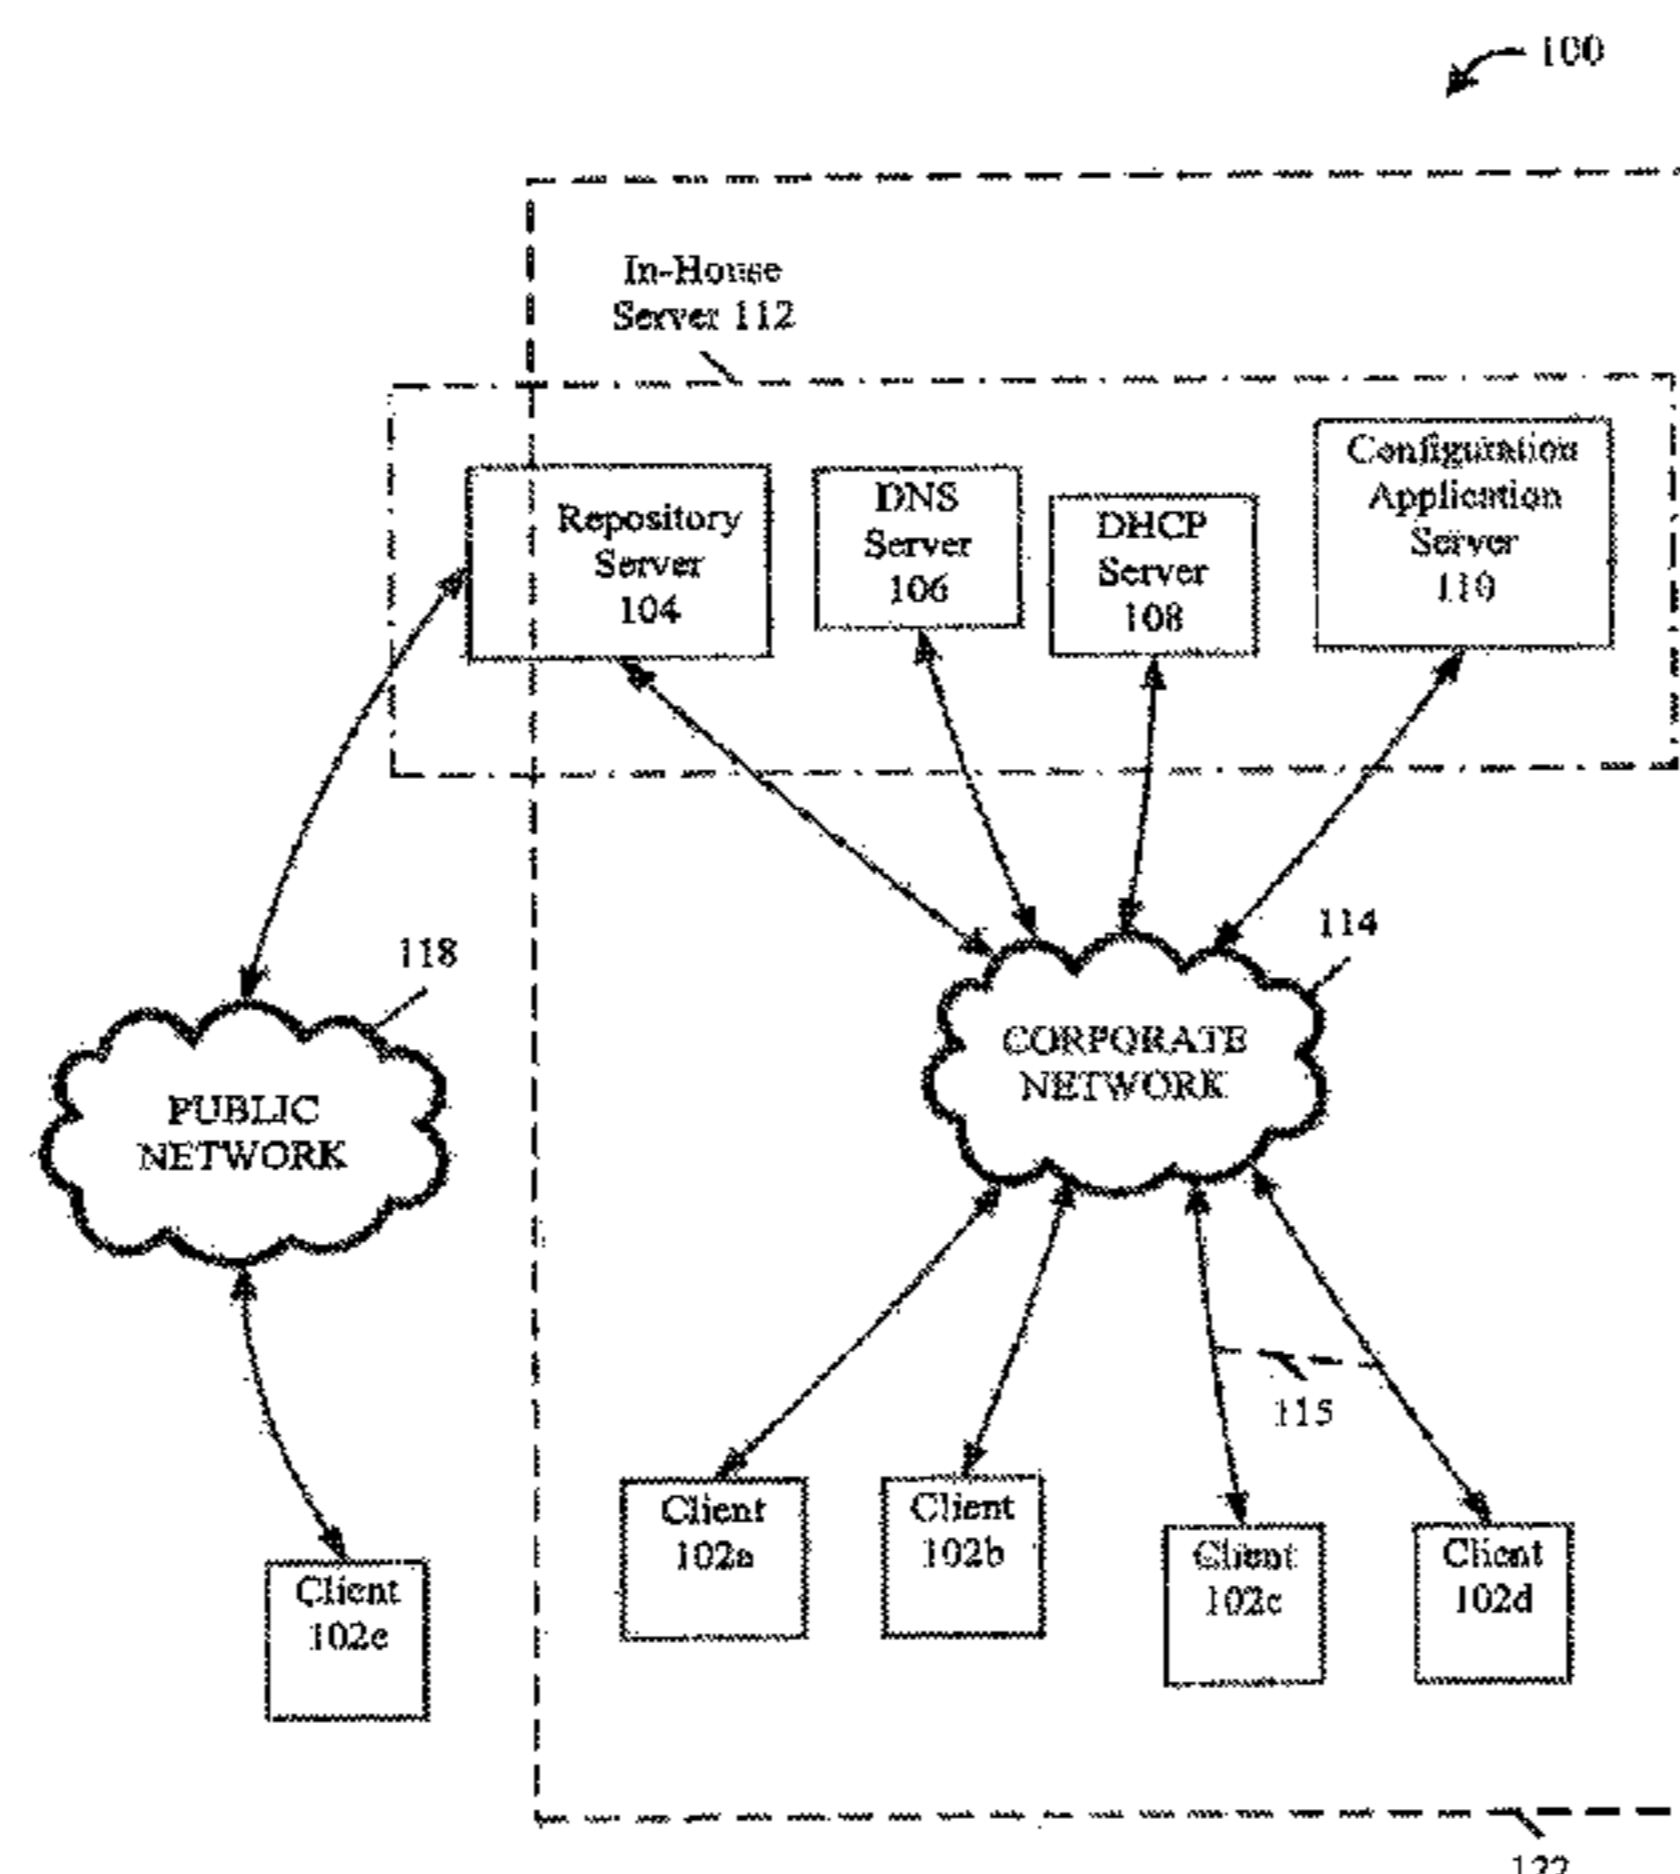 100
In-House
Server 112
Repository
Server
104
DNS
Server
106
DHCP
Server
108
Configuration
Application
Server
110
118
114
PUBLIC
NETWORK
CORPORATE
NETWORK
115
Client
102a
Client
102b
Client
102c
Client
102d
Client
102e